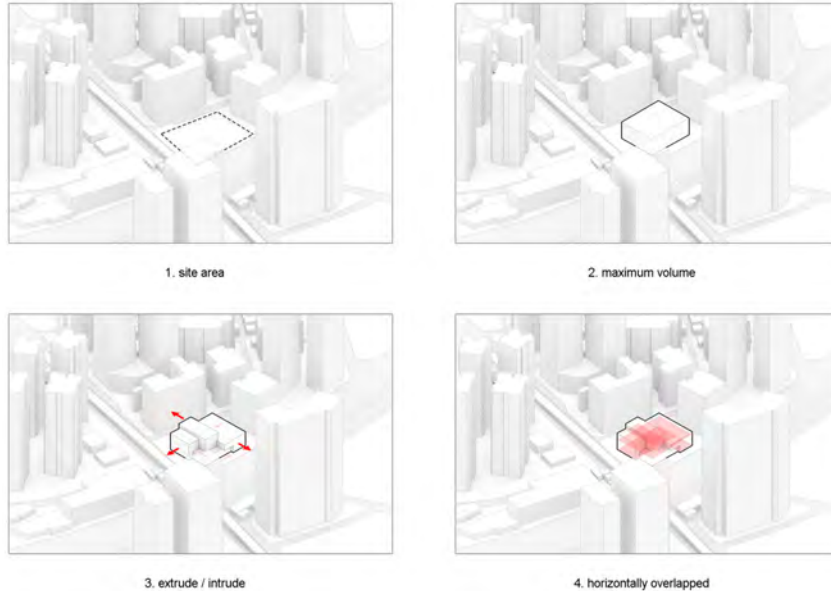 1. site area
2. maximum volume
3. extrude / intrude
4. horizontally overlapped